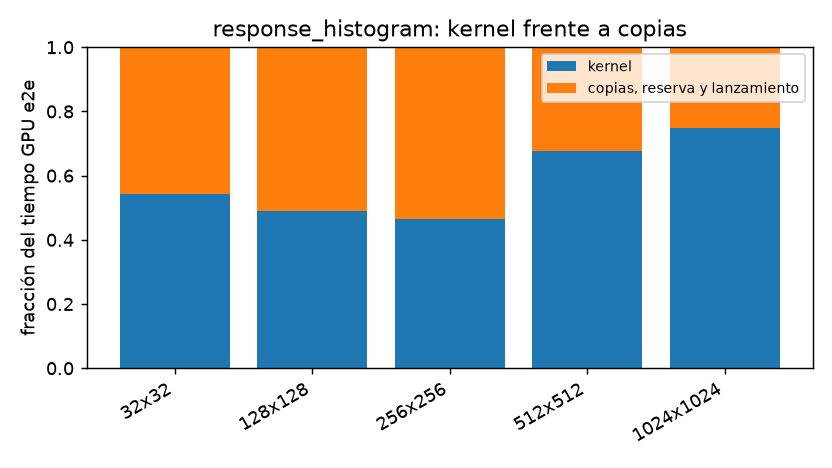 response_histogram: kernel frente a copias
fracción del tiempo GPU e2e
1.0
0.8
0.6
0.4
0.2
0.0
kernel
copias, reserva y lanzamiento
32x32
128x128
256x256
512x512
1024x1024